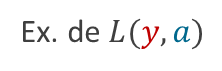 Ex. de L(y, a)